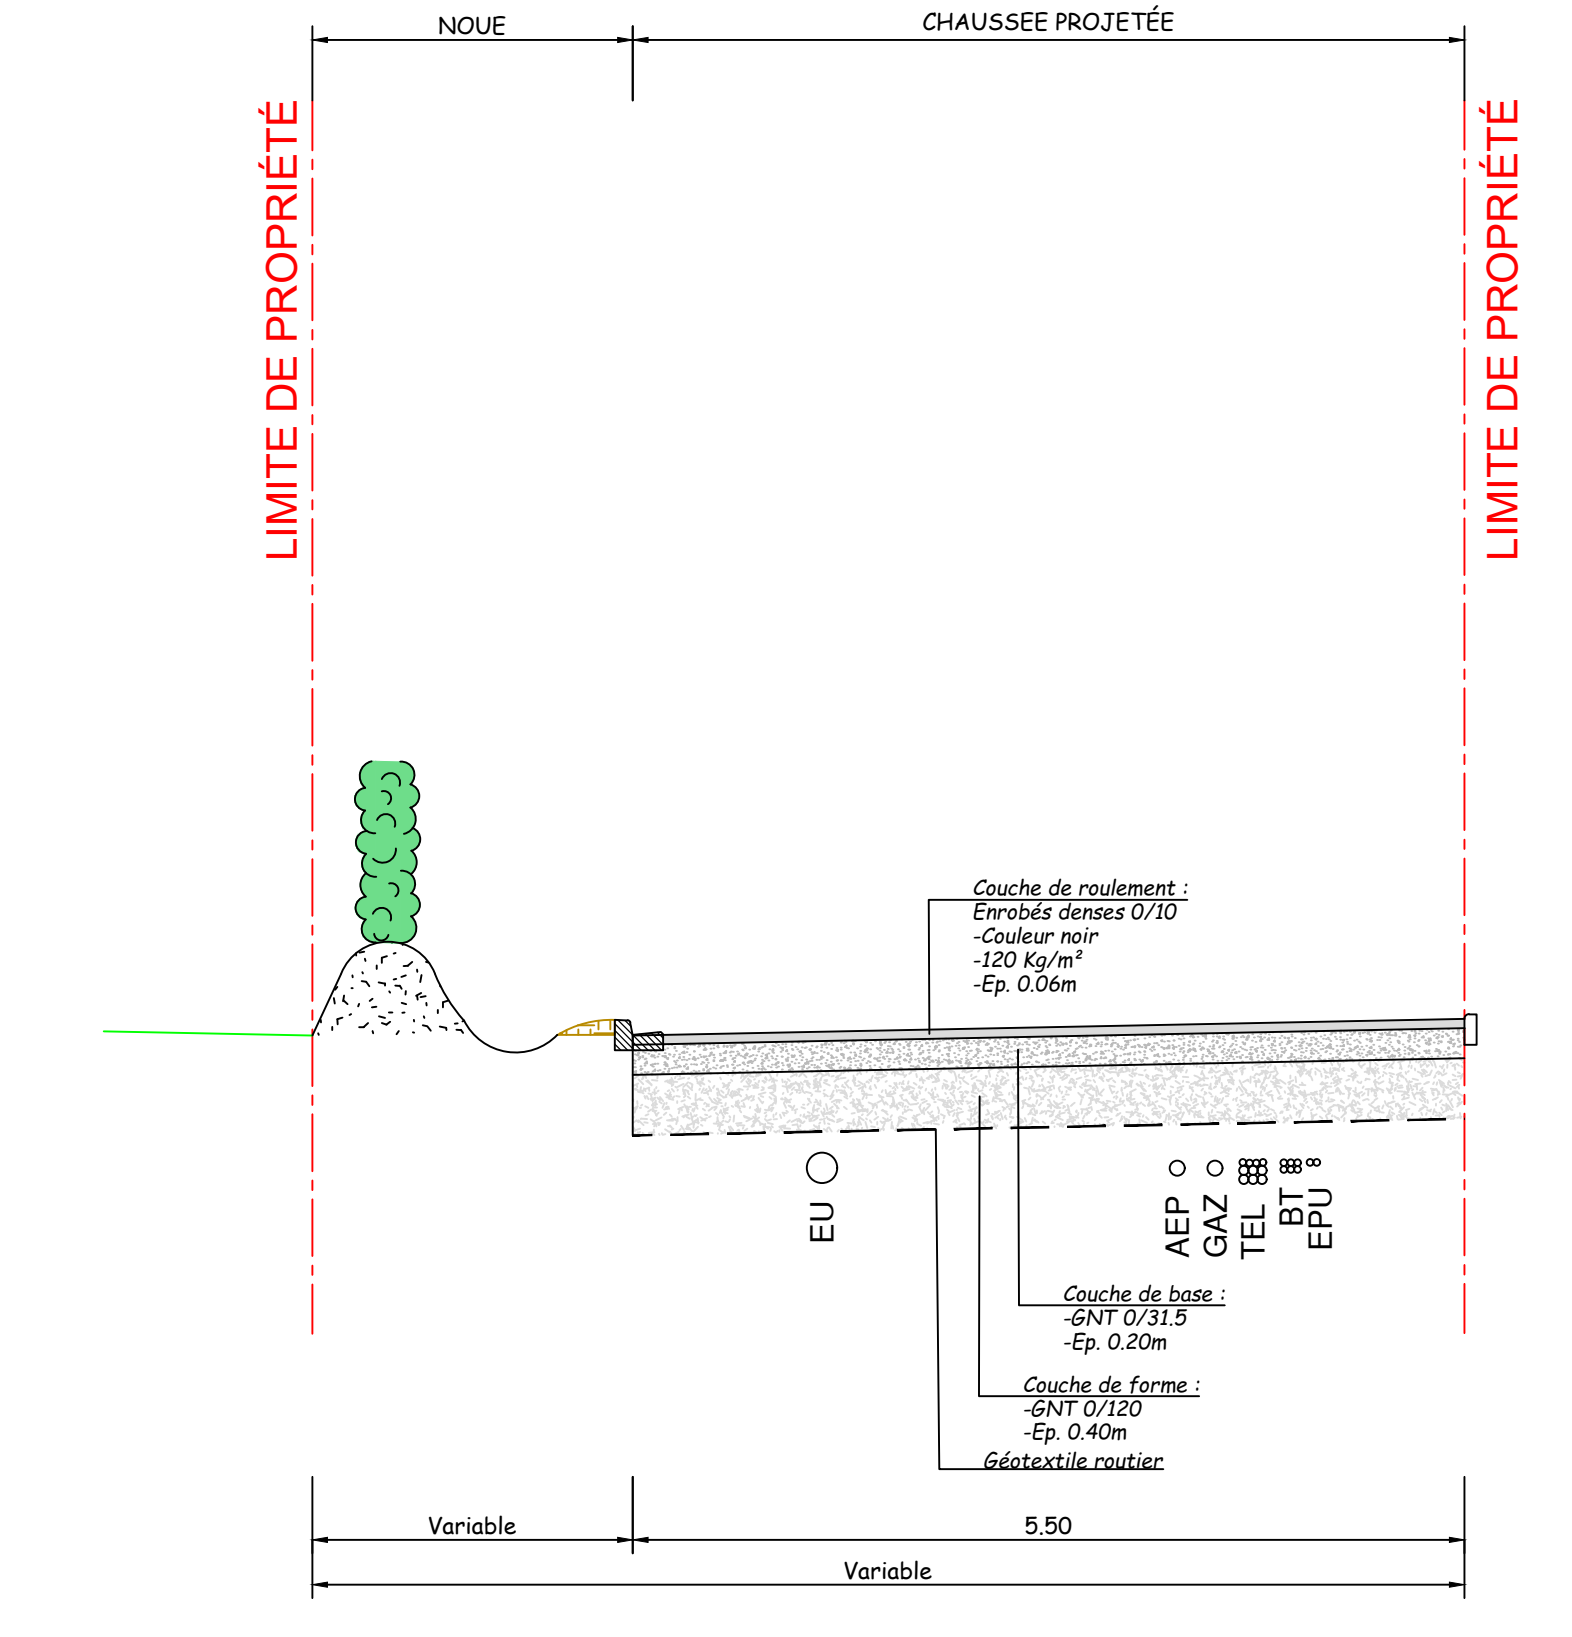 NOUE
CHAUSSEE PROJETÉE
LIMITE DE PROPRIÉTÉ
LIMITE DE PROPRIÉTÉ
Couche de roulement :
Enrobés denses 0/10
-Couleur noir
-120 Kg/m²
-Ep. 0.06m
EU
AEP
GAZ
TEL
BT
EPU
Couche de base :
-GNT 0/31.5
-Ep. 0.20m
Couche de forme :
-GNT 0/120
-Ep. 0.40m
Géotextile routier
Variable
5.50
Variable